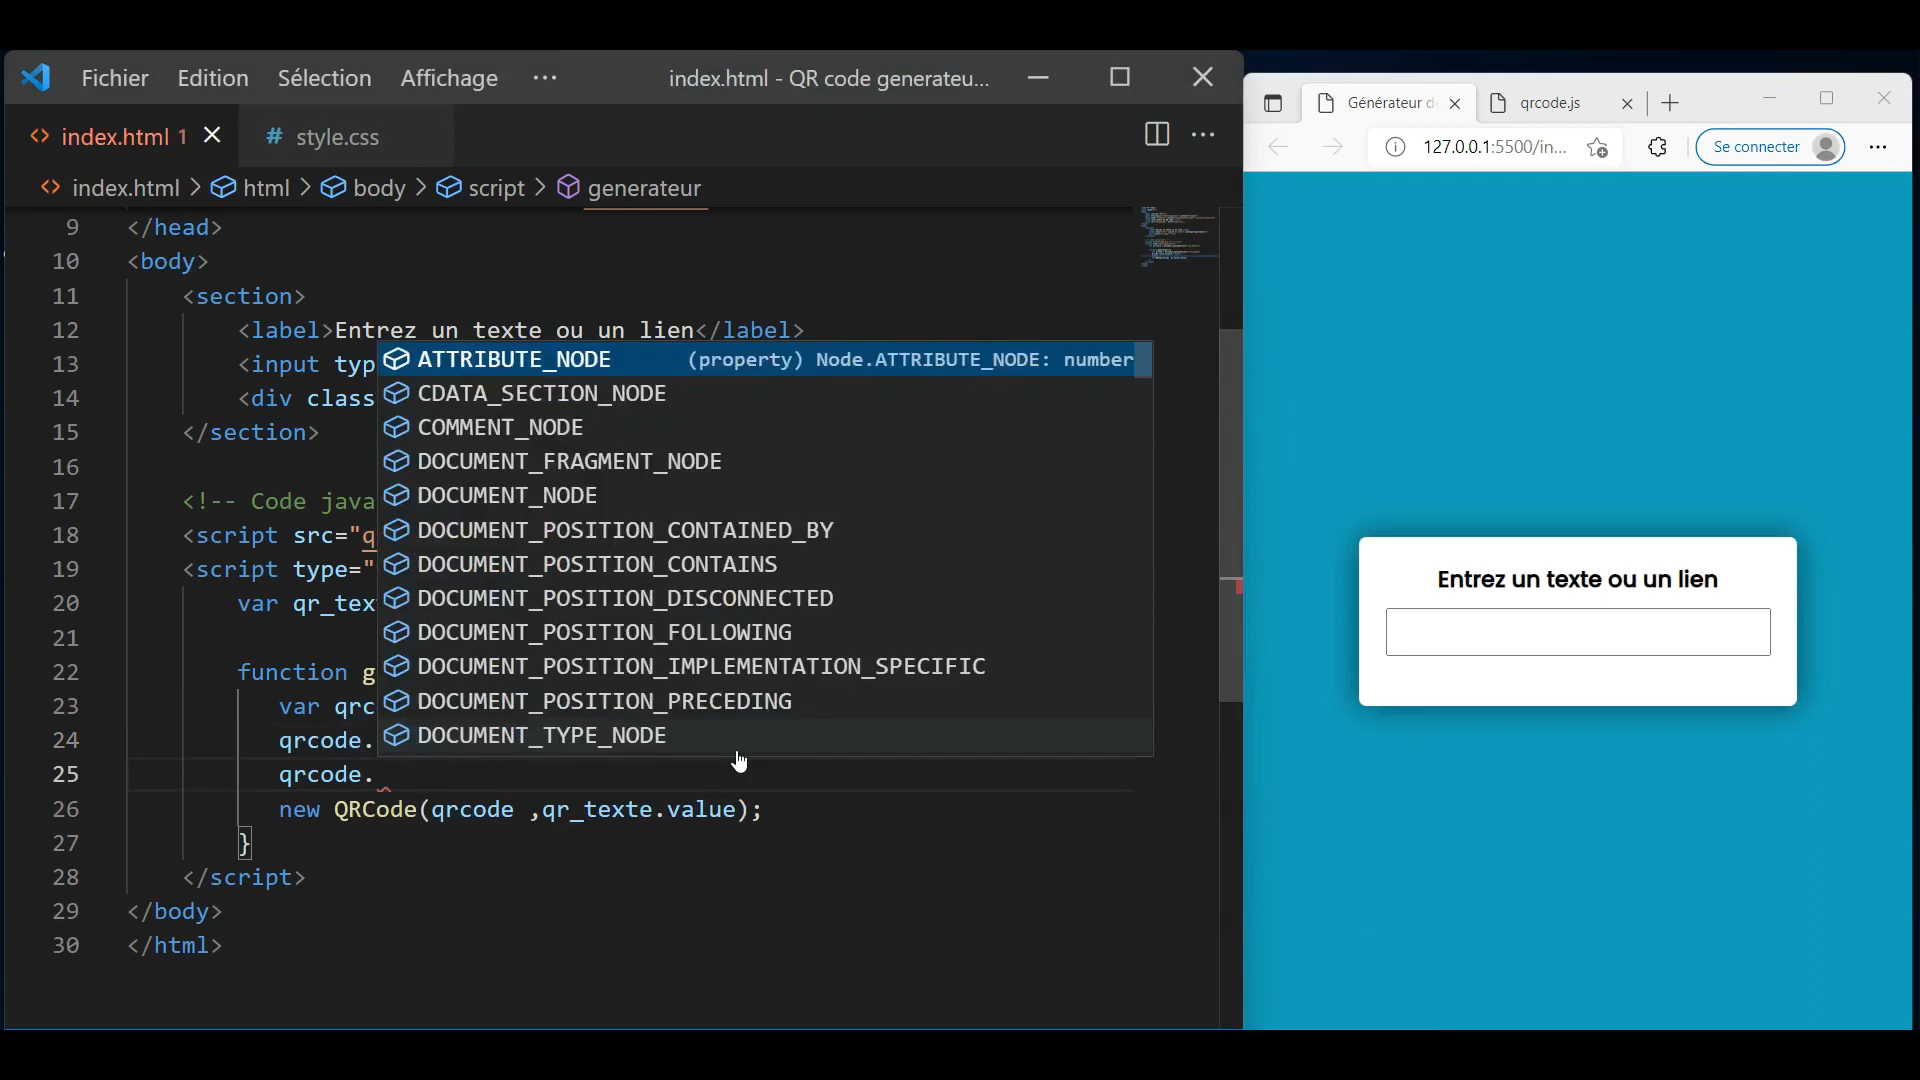 Fichier Edition Sélection Affichage ··· index.html - QR code generateu...
<> index.html 1 # style.css
<> index.html > html > body > script > generateur
9 </head>
10 <body>
11 <section>
12 <label>Entrez un texte ou un lien</label>
13 <input typ
14 <div class
15 </section>
16
17 <!-- Code java
18 <script src="q
19 <script type="
20 var qr_tex
21
22 function g
23 var qrc
24 qrcode.
25 qrcode.
26 new QRCode(qrcode ,qr_texte.value);
27 }
28 </script>
29 </body>
30 </html>
ATTRIBUTE_NODE (property) Node.ATTRIBUTE_NODE: number
CDATA_SECTION_NODE
COMMENT_NODE
DOCUMENT_FRAGMENT_NODE
DOCUMENT_NODE
DOCUMENT_POSITION_CONTAINED_BY
DOCUMENT_POSITION_CONTAINS
DOCUMENT_POSITION_DISCONNECTED
DOCUMENT_POSITION_FOLLOWING
DOCUMENT_POSITION_IMPLEMENTATION_SPECIFIC
DOCUMENT_POSITION_PRECEDING
DOCUMENT_TYPE_NODE
Générateur d qrcode.js
127.0.0.1:5500/in... Se connecter
Entrez un texte ou un lien